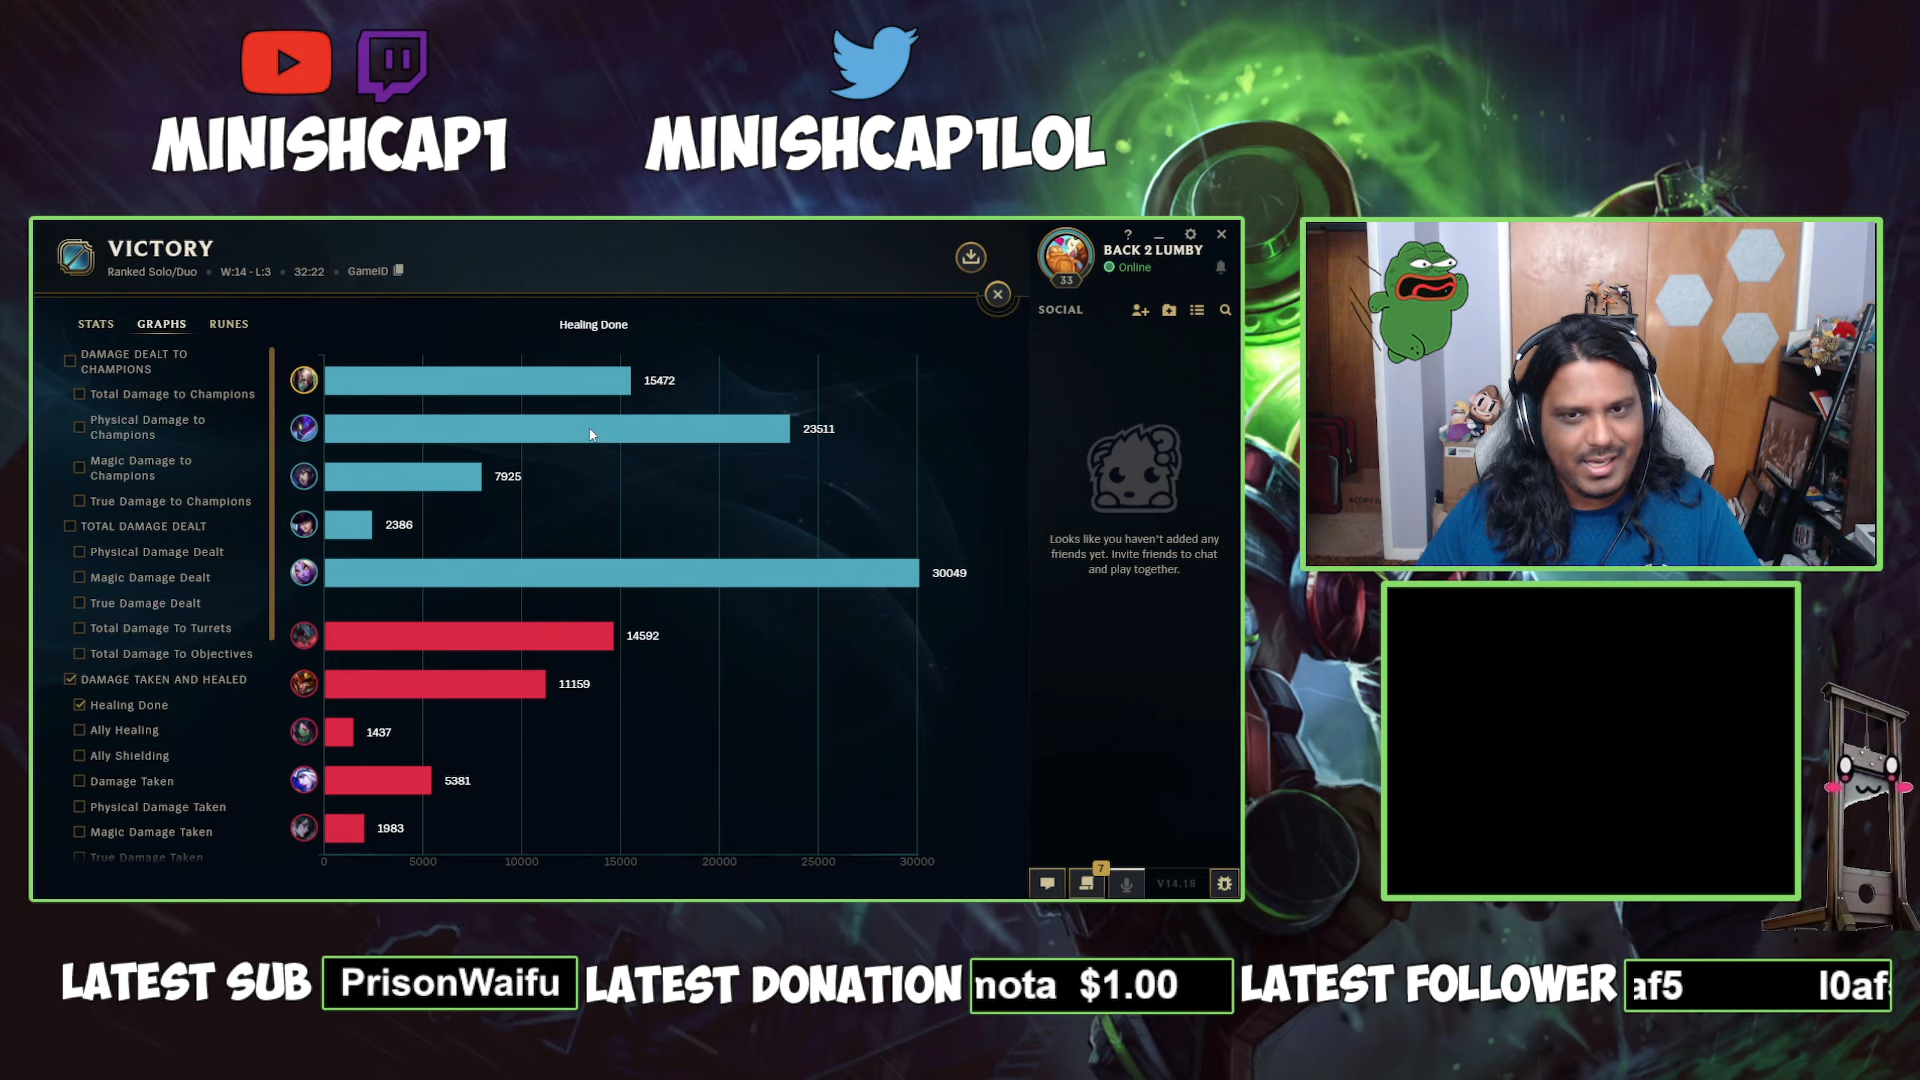 MINISHCAP1
MINISHCAP1LOL
VICTORY
Ranked Solo/Duo • W:14 - L:3 • 32:22 • GameID
STATS GRAPHS RUNES
Healing Done
DAMAGE DEALT TO
CHAMPIONS
Total Damage to Champions
Physical Damage to
Champions
Magic Damage to
Champions
True Damage to Champions
TOTAL DAMAGE DEALT
Physical Damage Dealt
Magic Damage Dealt
True Damage Dealt
Total Damage To Turrets
Total Damage To Objectives
DAMAGE TAKEN AND HEALED
Healing Done
Ally Healing
Ally Shielding
Damage Taken
Physical Damage Taken
Magic Damage Taken
True Damage Taken
15472
23511
7925
2386
30049
14592
11159
1437
5381
1983
0 5000 10000 15000 20000 25000 30000
?
BACK 2 LUMBY
Online
33
SOCIAL
Looks like you haven't added any
friends yet. Invite friends to chat
and play together.
7
V14.18
LATEST SUB PrisonWaifu LATEST DONATION nota $1.00 LATEST FOLLOWER af5 l0af